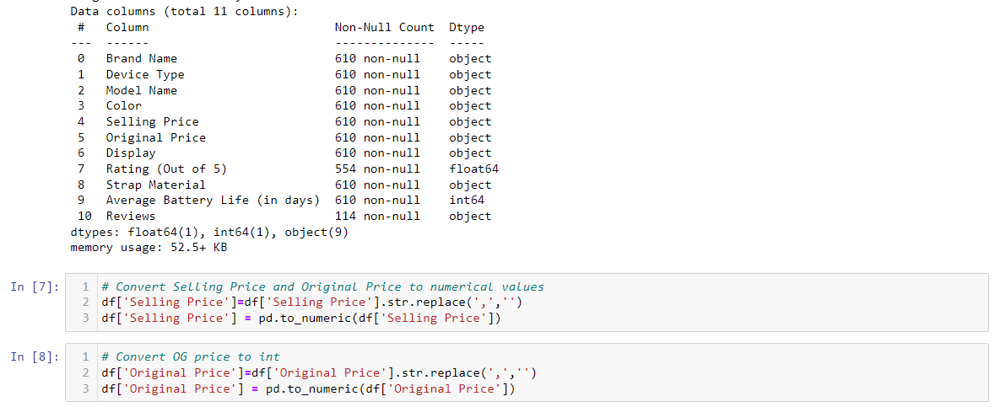 Data columns (total 11 columns):
 #   Column                           Non-Null Count  Dtype
---  ------                           --------------  -----
 0   Brand Name                       610 non-null    object
 1   Device Type                      610 non-null    object
 2   Model Name                       610 non-null    object
 3   Color                            610 non-null    object
 4   Selling Price                    610 non-null    object
 5   Original Price                   610 non-null    object
 6   Display                          610 non-null    object
 7   Rating (Out of 5)                554 non-null    float64
 8   Strap Material                   610 non-null    object
 9   Average Battery Life (in days)  610 non-null    int64
 10  Reviews                          114 non-null    object
dtypes: float64(1), int64(1), object(9)
memory usage: 52.5+ KB
In [7]: 1 # Convert Selling Price and Original Price to numerical values
2 df['Selling Price']=df['Selling Price'].str.replace(',','')
3 df['Selling Price'] = pd.to_numeric(df['Selling Price'])
In [8]: 1 # Convert OG price to int
2 df['Original Price']=df['Original Price'].str.replace(',','')
3 df['Original Price'] = pd.to_numeric(df['Original Price'])